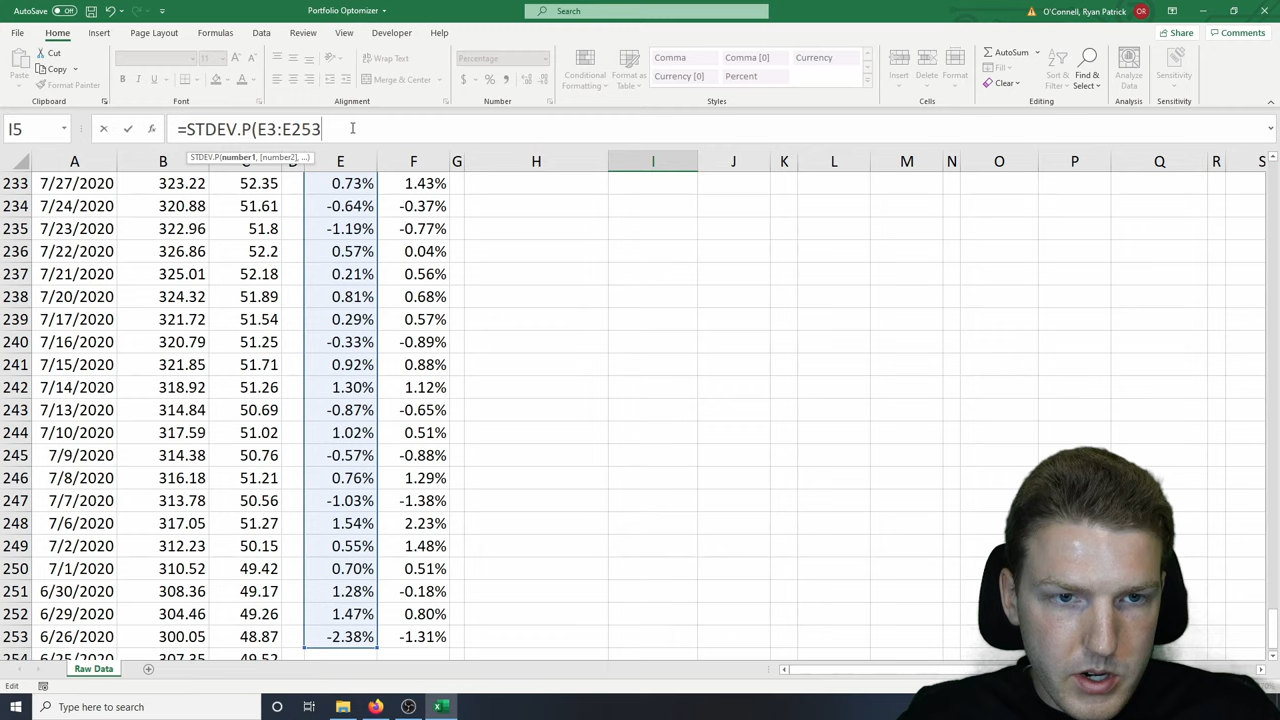 AutoSave Off Portfolio Optomizer Search O'Connell, Ryan Patrick OR
File Home Insert Page Layout Formulas Data Review View Developer Help Share Comments
Paste Cut Copy Format Painter
Clipboard
11 A A
B I U A
Font
Wrap Text
Merge & Center
Alignment
Percentage
$ % 9
Number
Conditional Formatting Format as Table
Comma Comma [0] Currency
Currency [0] Percent
Styles
Insert Delete Format
Cells
AutoSum
Fill
Clear
Sort & Filter Find & Select
Editing
Analyze Data
Analysis
Sensitivity
Sensitivity
I5 =STDEV.P(E3:E253
STDEV.P(number1, [number2], ...)
A B C D E F G H I J K L M N O P Q R S
233 7/27/2020 323.22 52.35 0.73% 1.43%
234 7/24/2020 320.88 51.61 -0.64% -0.37%
235 7/23/2020 322.96 51.8 -1.19% -0.77%
236 7/22/2020 326.86 52.2 0.57% 0.04%
237 7/21/2020 325.01 52.18 0.21% 0.56%
238 7/20/2020 324.32 51.89 0.81% 0.68%
239 7/17/2020 321.72 51.54 0.29% 0.57%
240 7/16/2020 320.79 51.25 -0.33% -0.89%
241 7/15/2020 321.85 51.71 0.92% 0.88%
242 7/14/2020 318.92 51.26 1.30% 1.12%
243 7/13/2020 314.84 50.69 -0.87% -0.65%
244 7/10/2020 317.59 51.02 1.02% 0.51%
245 7/9/2020 314.38 50.76 -0.57% -0.88%
246 7/8/2020 316.18 51.21 0.76% 1.29%
247 7/7/2020 313.78 50.56 -1.03% -1.38%
248 7/6/2020 317.05 51.27 1.54% 2.23%
249 7/2/2020 312.23 50.15 0.55% 1.48%
250 7/1/2020 310.52 49.42 0.70% 0.51%
251 6/30/2020 308.36 49.17 1.28% -0.18%
252 6/29/2020 304.46 49.26 1.47% 0.80%
253 6/26/2020 300.05 48.87 -2.38% -1.31%
254 6/25/2020 307.35 49.52
Raw Data
Edit
Type here to search